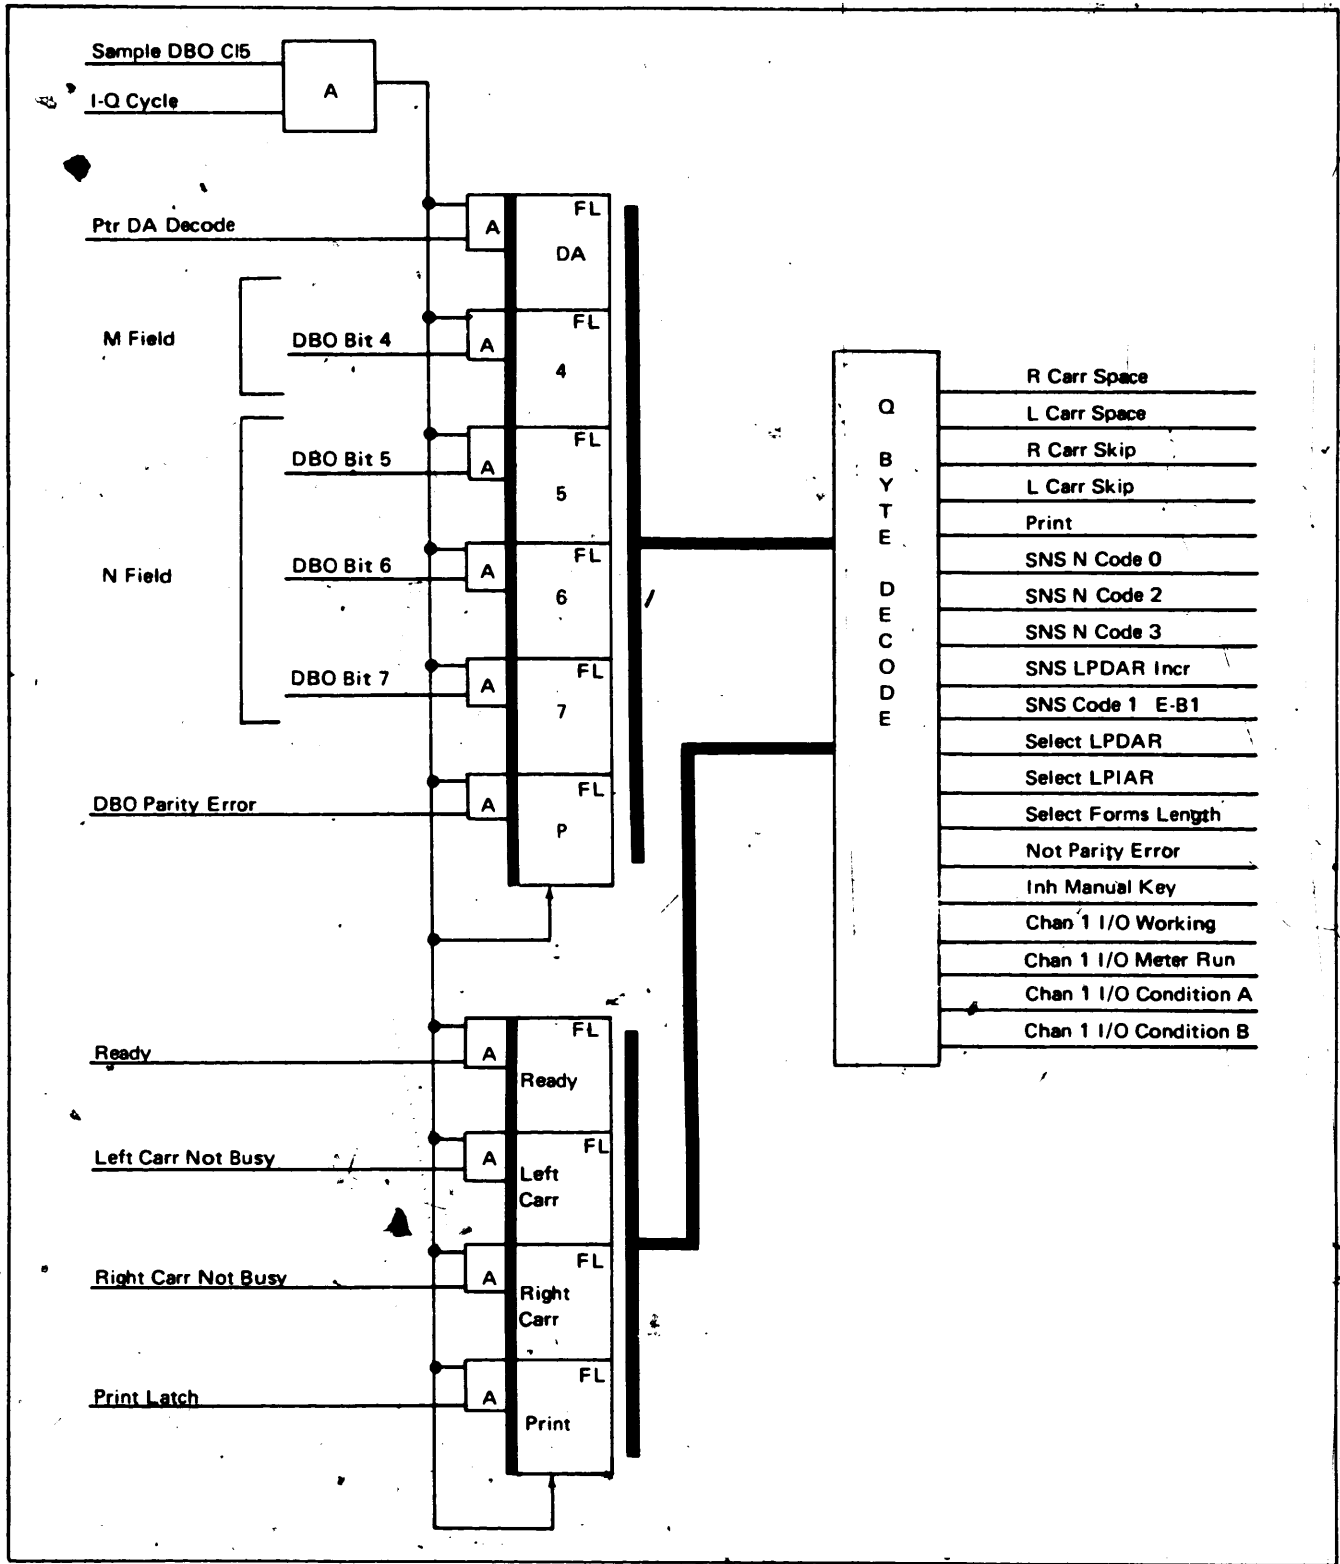 Sample DBO Cl5
A
I-Q Cycle
Ptr DA Decode
A
FL
DA
M Field
DBO Bit 4
A
FL
4
N Field
DBO Bit 5
A
FL
5
DBO Bit 6
A
FL
6
DBO Bit 7
A
FL
7
DBO Parity Error
A
FL
P
Ready
A
FL
Ready
Left Carr Not Busy
A
FL
Left
Carr
Right Carr Not Busy
A
FL
Right
Carr
Print Latch
A
FL
Print
Q BYTE DECODE
R Carr Space
L Carr Space
R Carr Skip
L Carr Skip
Print
SNS N Code 0
SNS N Code 2
SNS N Code 3
SNS LPDAR Incr
SNS Code 1 E-B1
Select LPDAR
Select LPIAR
Select Forms Length
Not Parity Error
Inh Manual Key
Chan 1 I/O Working
Chan 1 I/O Meter Run
Chan 1 I/O Condition A
Chan 1 I/O Condition B